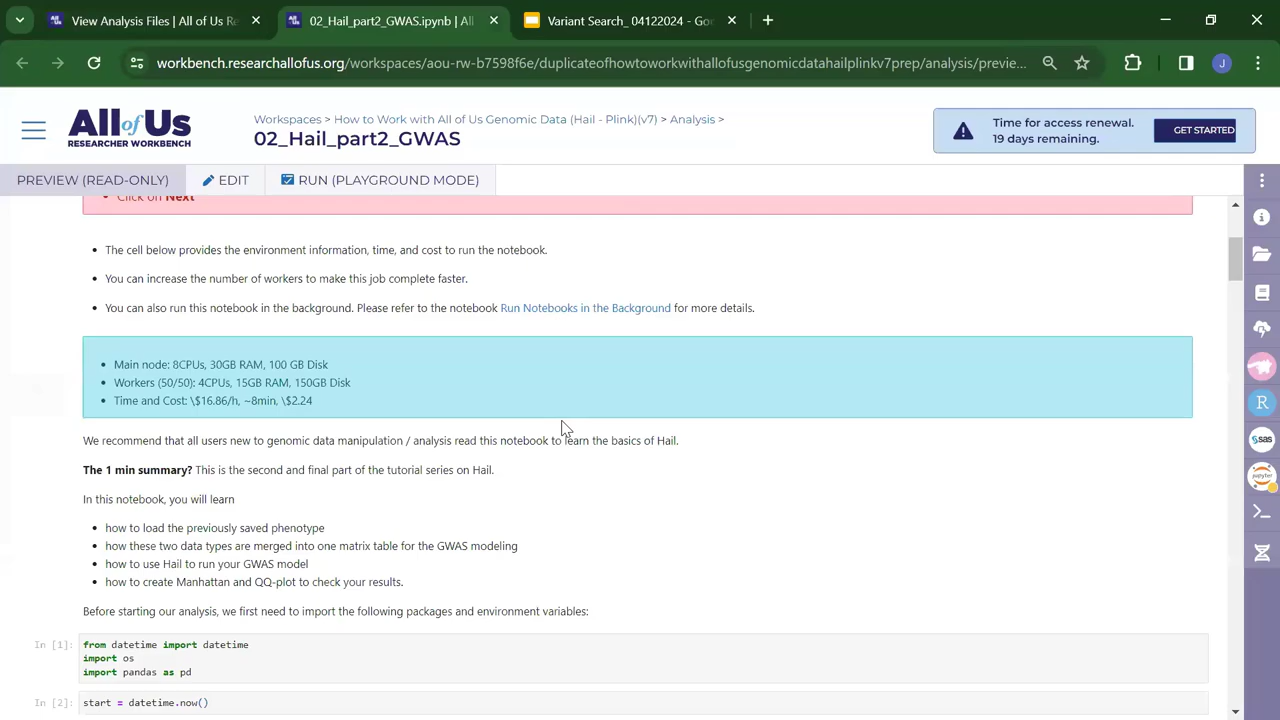 View Analysis Files | All of Us Re
02_Hail_part2_GWAS.ipynb | All
Variant Search_ 04122024 - Goo
workbench.researchallofus.org/workspaces/aou-rw-b7598f6e/duplicateofhowtoworkwithallofusgenomicdatahailplinkv7prep/analysis/previe...
J
All of Us
RESEARCHER WORKBENCH
Workspaces > How to Work with All of Us Genomic Data (Hail - Plink)(v7) > Analysis >
02_Hail_part2_GWAS
Time for access renewal.
19 days remaining.
GET STARTED
PREVIEW (READ-ONLY)
EDIT
RUN (PLAYGROUND MODE)
• Click on Next
• The cell below provides the environment information, time, and cost to run the notebook.
• You can increase the number of workers to make this job complete faster.
• You can also run this notebook in the background. Please refer to the notebook Run Notebooks in the Background for more details.
• Main node: 8CPUs, 30GB RAM, 100 GB Disk
• Workers (50/50): 4CPUs, 15GB RAM, 150GB Disk
• Time and Cost: \$16.86/h, ~8min, \$2.24
We recommend that all users new to genomic data manipulation / analysis read this notebook to learn the basics of Hail.
The 1 min summary? This is the second and final part of the tutorial series on Hail.
In this notebook, you will learn
• how to load the previously saved phenotype
• how these two data types are merged into one matrix table for the GWAS modeling
• how to use Hail to run your GWAS model
• how to create Manhattan and QQ-plot to check your results.
Before starting our analysis, we first need to import the following packages and environment variables:
In [1]:
from datetime import datetime
import os
import pandas as pd
In [2]:
start = datetime.now()
R
sas
jupyter